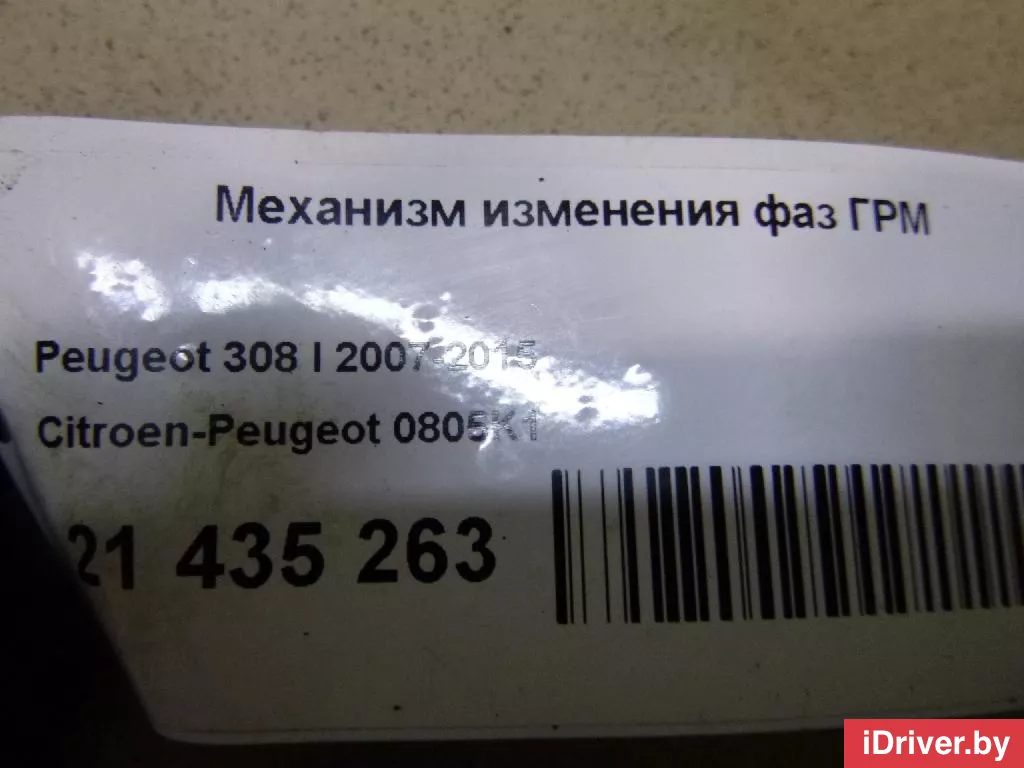 Механизм изменения фаз ГРМ
Peugeot 308 I 2007-2015
Citroen-Peugeot 0805K1
21 435 263
iDriver.by